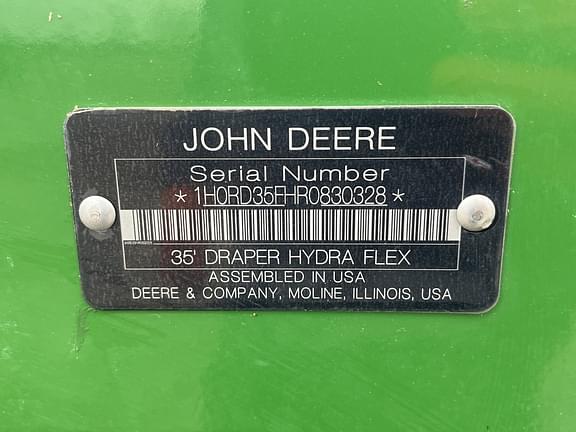 JOHN DEERE
Serial Number
*1H0RD35FHR0830328*
35' DRAPER HYDRA FLEX
ASSEMBLED IN USA
DEERE & COMPANY, MOLINE, ILLINOIS, USA